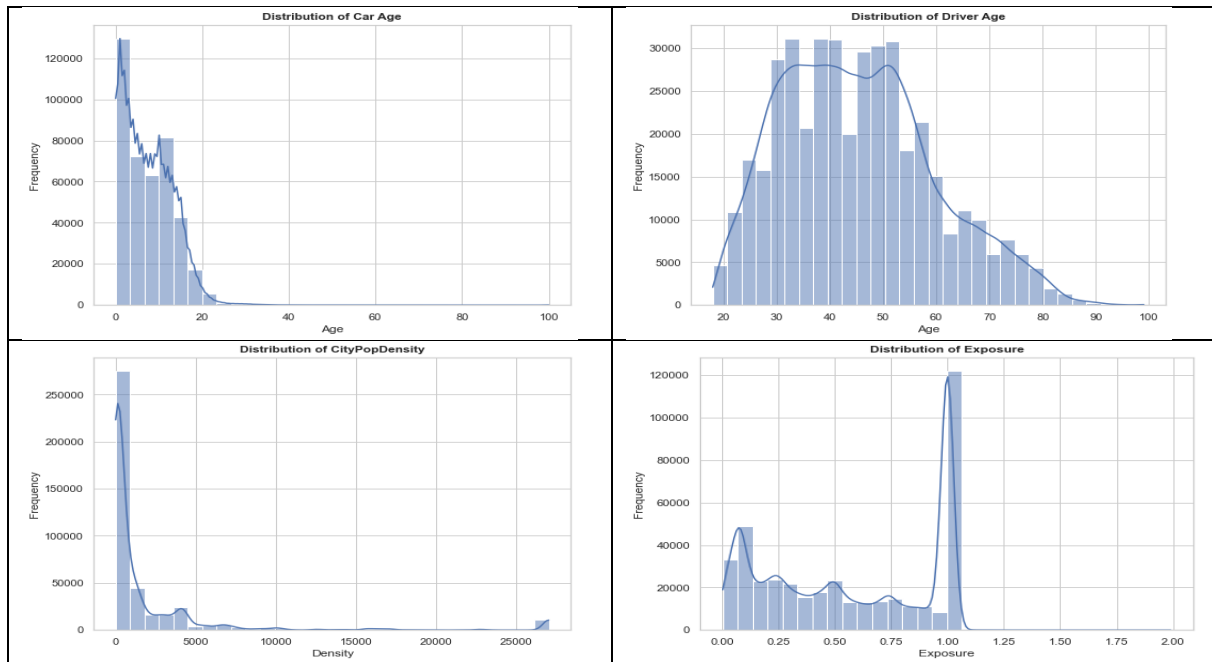 Distribution of Car Age
Frequency
120000
100000
80000
60000
40000
20000
0
0 20 40 60 80 100
Age
Distribution of Driver Age
Frequency
30000
25000
20000
15000
10000
5000
0
20 30 40 50 60 70 80 90 100
Age
Distribution of CityPopDensity
Frequency
250000
200000
150000
100000
50000
0
0 5000 10000 15000 20000 25000
Density
Distribution of Exposure
Frequency
120000
100000
80000
60000
40000
20000
0
0.00 0.25 0.50 0.75 1.00 1.25 1.50 1.75 2.00
Exposure